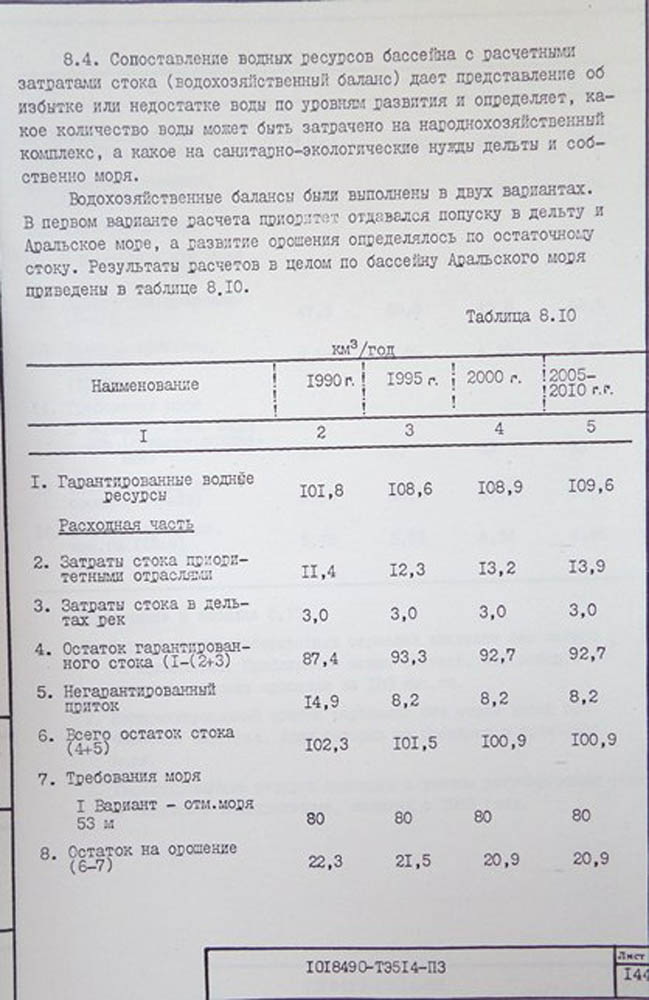 8.4. Сопоставление водных ресурсов бассейна с расчетными
затратами стока (водохозяйственный баланс) дает представление об
избытке или недостатке воды по уровням развития и определяет, ка-
кое количество воды может быть затрачено на народнохозяйственный
комплекс, а какое на санитарно-экологические нужды дельты и соб-
ственно моря.
Водохозяйственные балансы были выполнены в двух вариантах.
В первом варианте расчета приоритет отдавался попуску в дельту и
Аральское море, а развитие орошения определялось по остаточному
стоку. Результаты расчетов в целом по бассейну Аральского моря
приведены в таблице 8.10.
Таблица 8.10
км³/год
Наименование 1990 г. 1995 г. 2000 г. 2005-
2010 г.г.
I 2 3 4 5
1. Гарантированные водные
ресурсы 101,8 108,6 108,9 109,6
Расходная часть
2. Затраты стока приори-
тетными отраслями 11,4 12,3 13,2 13,9
3. Затраты стока в дель-
тах рек 3,0 3,0 3,0 3,0
4. Остаток гарантирован-
ного стока (1-(2+3) 87,4 93,3 92,7 92,7
5. Негарантированный
приток 14,9 8,2 8,2 8,2
6. Всего остаток стока
(4+5) 102,3 101,5 100,9 100,9
7. Требования моря
I Вариант - отм.моря
53 м 80 80 80 80
8. Остаток на орошение
(6-7) 22,3 21,5 20,9 20,9
1018490-ТЭ514-ПЗ
Лист
144